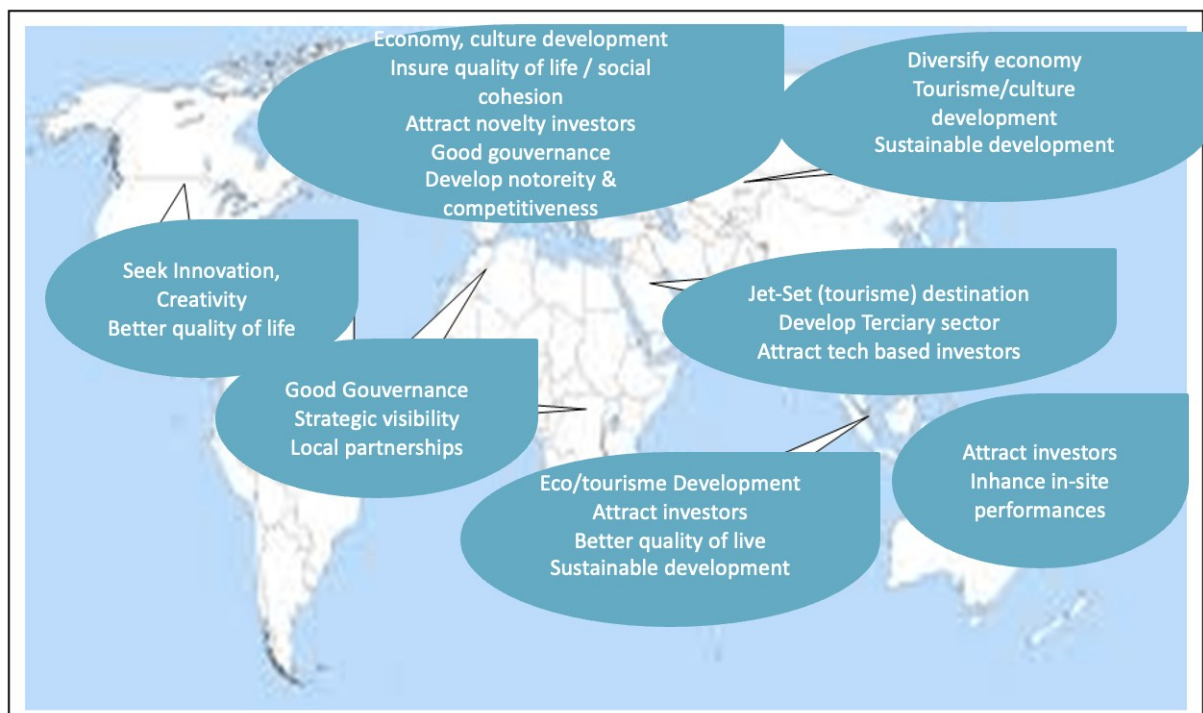 Economy, culture development
Insure quality of life / social
cohesion
Attract novelty investors
Good gouvernance
Develop notoreity &
competitiveness
Diversify economy
Tourisme/culture
development
Sustainable development
Seek Innovation,
Creativity
Better quality of life
Jet-Set (tourisme) destination
Develop Terciary sector
Attract tech based investors
Good Gouvernance
Strategic visibility
Local partnerships
Eco/tourisme Development
Attract investors
Better quality of live
Sustainable development
Attract investors
Inhance in-site
performances